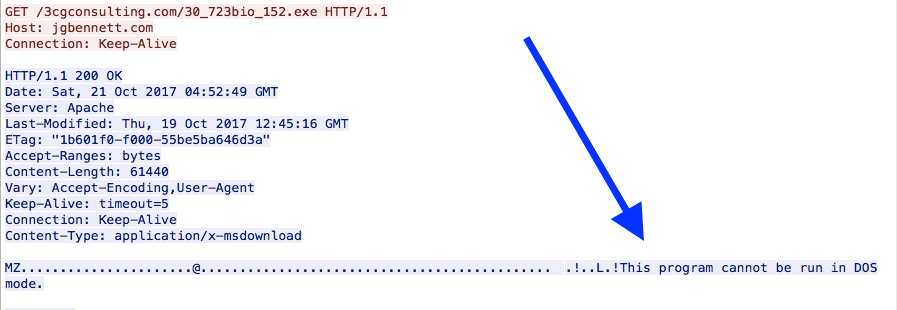 GET /3cgconsulting.com/30_723bio_152.exe HTTP/1.1
Host: jgbennett.com
Connection: Keep-Alive
HTTP/1.1 200 OK
Date: Sat, 21 Oct 2017 04:52:49 GMT
Server: Apache
Last-Modified: Thu, 19 Oct 2017 12:45:16 GMT
ETag: "1b601f0-f000-55be5ba646d3a"
Accept-Ranges: bytes
Content-Length: 61440
Vary: Accept-Encoding,User-Agent
Keep-Alive: timeout=5
Connection: Keep-Alive
Content-Type: application/x-msdownload
MZ......................@............................................. .!..L.!This program cannot be run in DOS
mode.